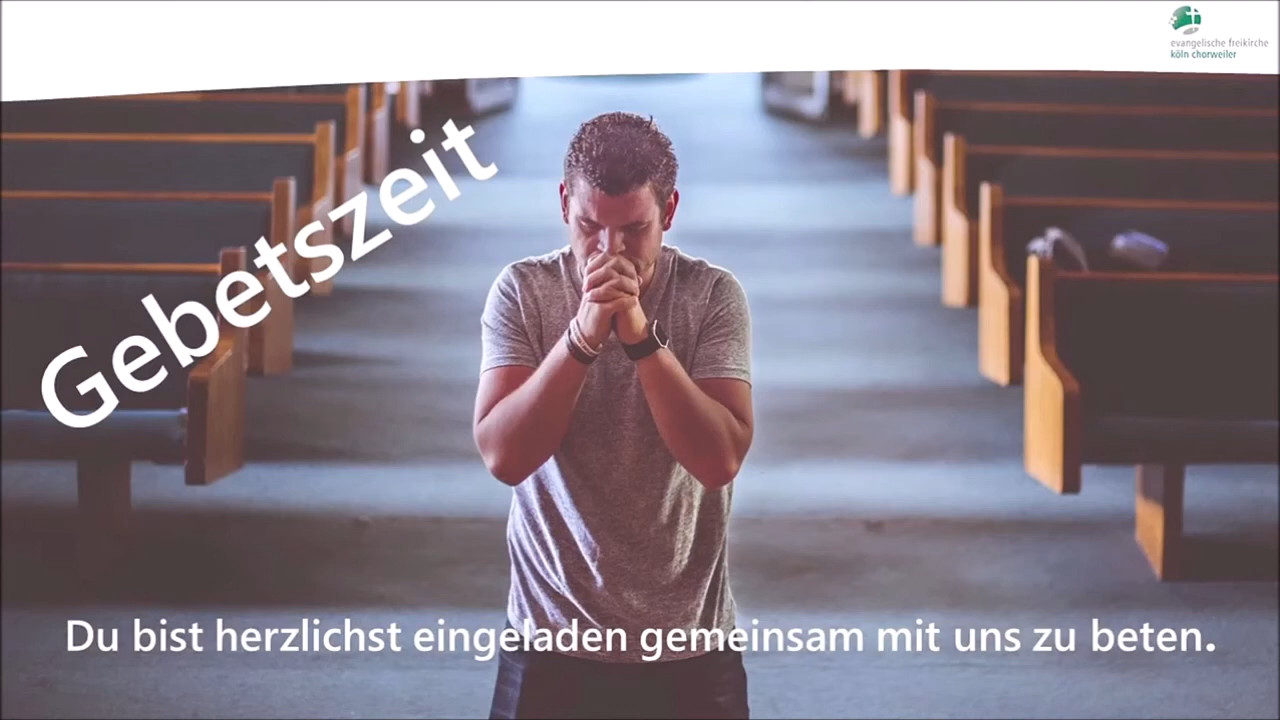 evangelische freikirche
köln chorweiler
Gebetszeit
Du bist herzlichst eingeladen gemeinsam mit uns zu beten.